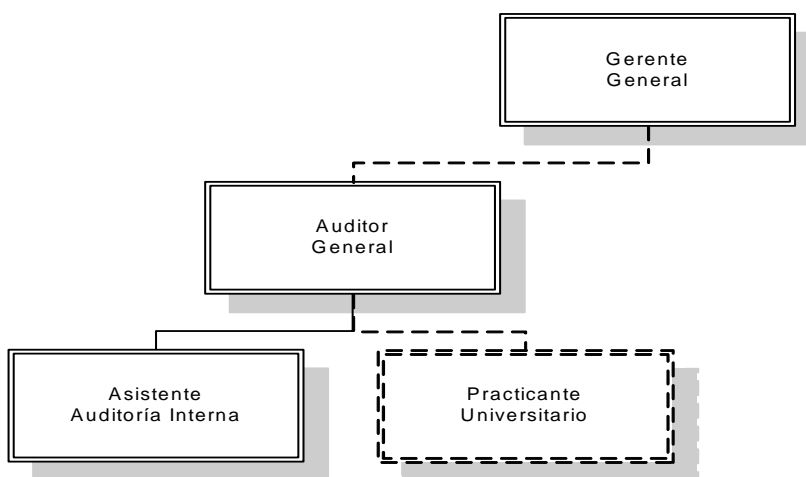 Gerente
General
Auditor
General
Asistente
Auditoría Interna
Practicante
Universitario